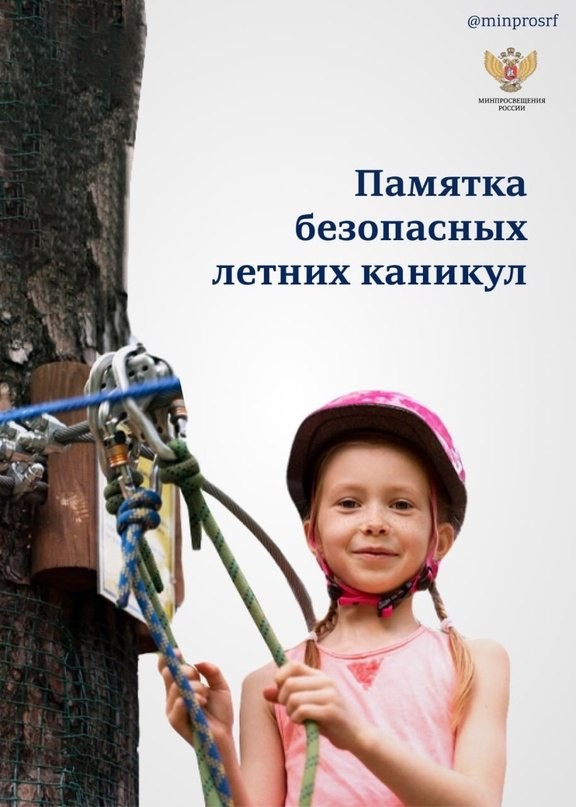 @minprosrf
МИНПРОСВЕЩЕНИЯ
РОССИИ
Памятка
безопасных
летних каникул